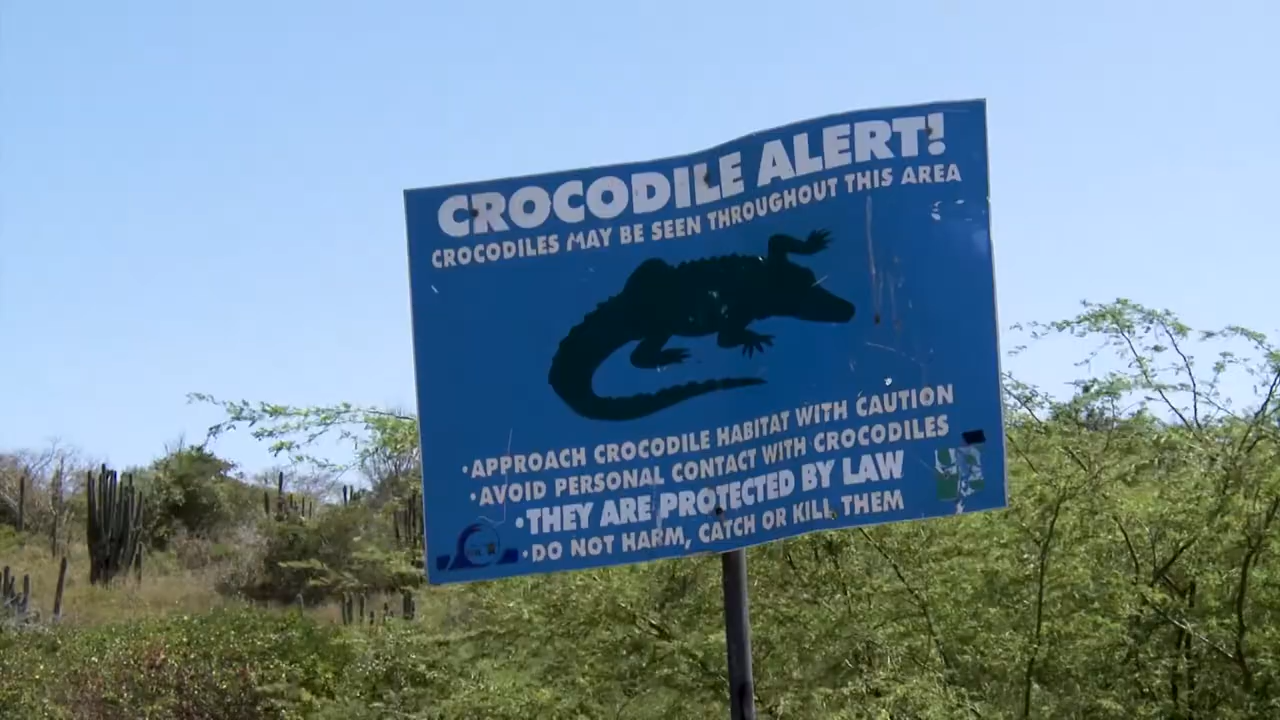 CROCODILE ALERT!
CROCODILES MAY BE SEEN THROUGHOUT THIS AREA
•APPROACH CROCODILE HABITAT WITH CAUTION
•AVOID PERSONAL CONTACT WITH CROCODILES
•THEY ARE PROTECTED BY LAW
•DO NOT HARM, CATCH OR KILL THEM